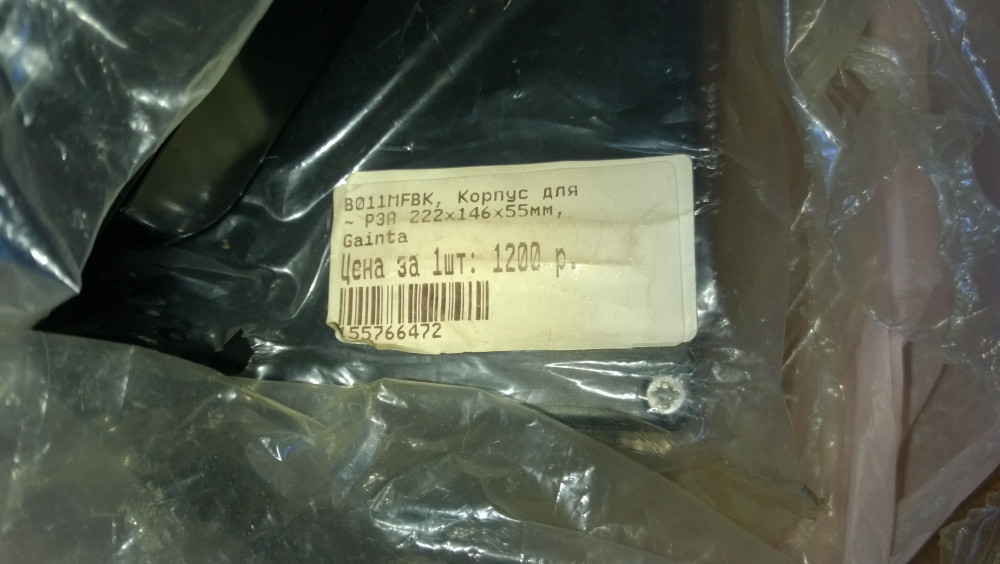 B011MFBK, Корпус для
~ РЭА 222x146x55мм,
Gainta
Цена за 1шт: 1200 р.
155766472